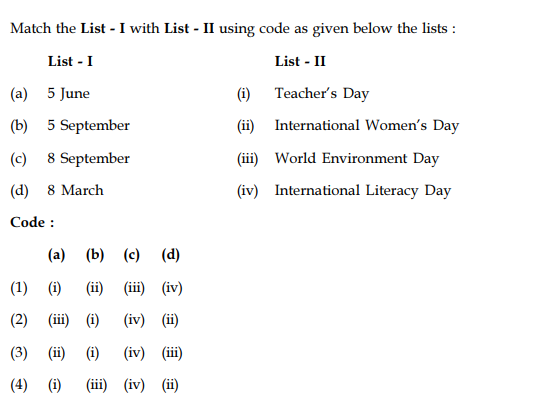 Match the List - I with List - II using code as given below the lists :
List - I List - II
(a) 5 June (i) Teacher's Day
(b) 5 September (ii) International Women's Day
(c) 8 September (iii) World Environment Day
(d) 8 March (iv) International Literacy Day
Code :
(a) (b) (c) (d)
(1) (i) (ii) (iii) (iv)
(2) (iii) (i) (iv) (ii)
(3) (ii) (i) (iv) (iii)
(4) (i) (iii) (iv) (ii)